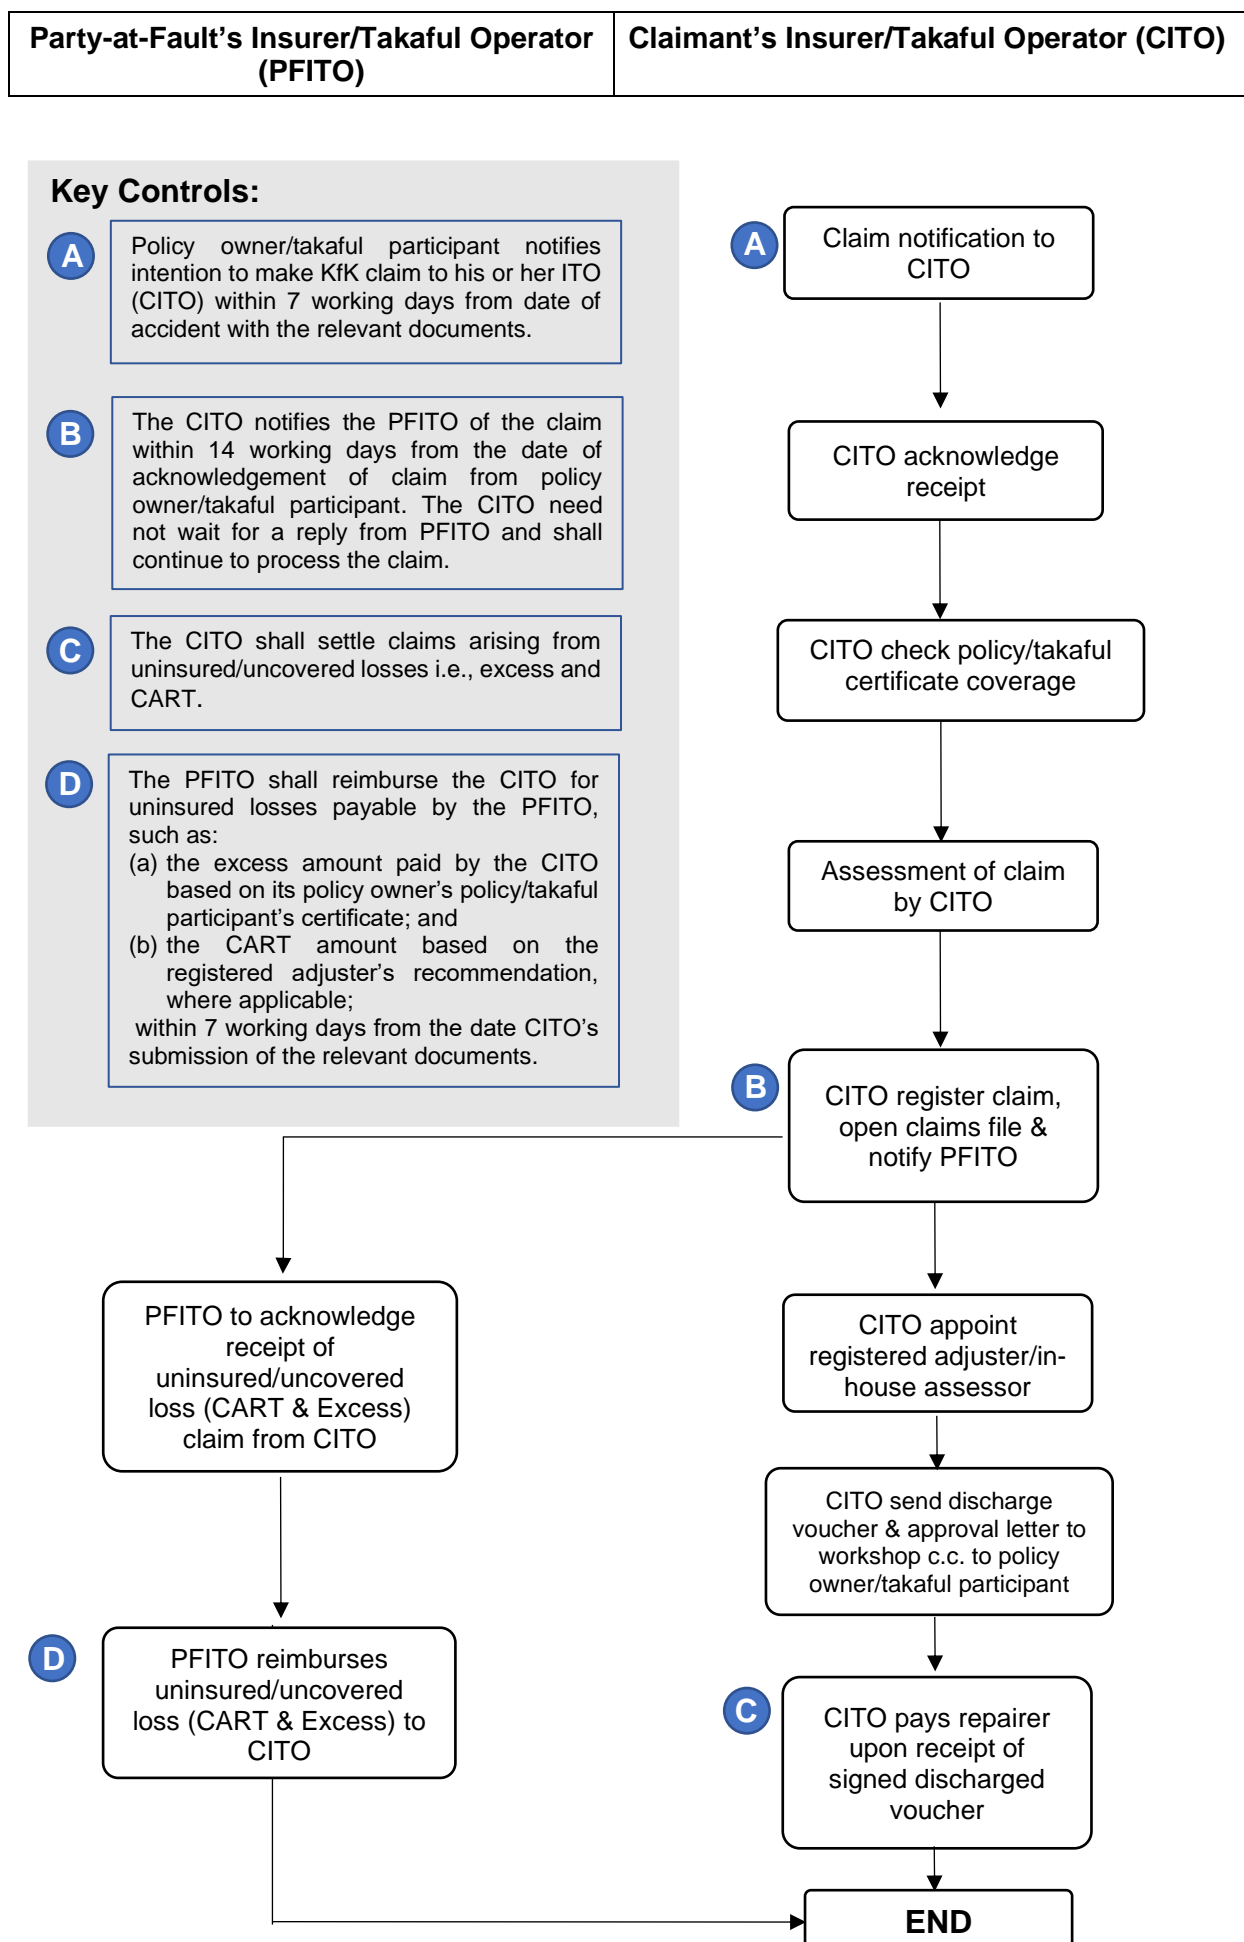 Party-at-Fault's Insurer/Takaful Operator
(PFITO)
Claimant's Insurer/Takaful Operator (CITO)
Key Controls:
A
Policy owner/takaful participant notifies
intention to make KfK claim to his or her ITO
(CITO) within 7 working days from date of
accident with the relevant documents.
B
The CITO notifies the PFITO of the claim
within 14 working days from the date of
acknowledgement of claim from policy
owner/takaful participant. The CITO need
not wait for a reply from PFITO and shall
continue to process the claim.
C
The CITO shall settle claims arising from
uninsured/uncovered losses i.e., excess and
CART.
D
The PFITO shall reimburse the CITO for
uninsured losses payable by the PFITO,
such as:
(a) the excess amount paid by the CITO
based on its policy owner's policy/takaful
participant's certificate; and
(b) the CART amount based on the
registered adjuster's recommendation,
where applicable;
within 7 working days from the date CITO's
submission of the relevant documents.
A
Claim notification to
CITO
CITO acknowledge
receipt
CITO check policy/takaful
certificate coverage
Assessment of claim
by CITO
B
CITO register claim,
open claims file &
notify PFITO
PFITO to acknowledge
receipt of
uninsured/uncovered
loss (CART & Excess)
claim from CITO
CITO appoint
registered adjuster/in-
house assessor
CITO send discharge
voucher & approval letter to
workshop c.c. to policy
owner/takaful participant
D
PFITO reimburses
uninsured/uncovered
loss (CART & Excess) to
CITO
C
CITO pays repairer
upon receipt of
signed discharged
voucher
END